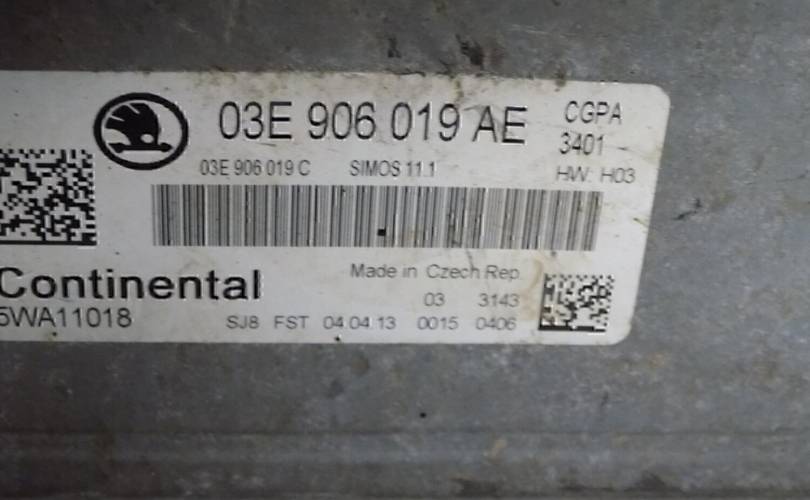 03E 906 019 AE CGPA
3401
03E 906 019 C SIMOS 11.1 HW: H03
Continental Made in Czech Rep
03 3143
5WA11018 SJ8 FST 04.04.13 0015 0406